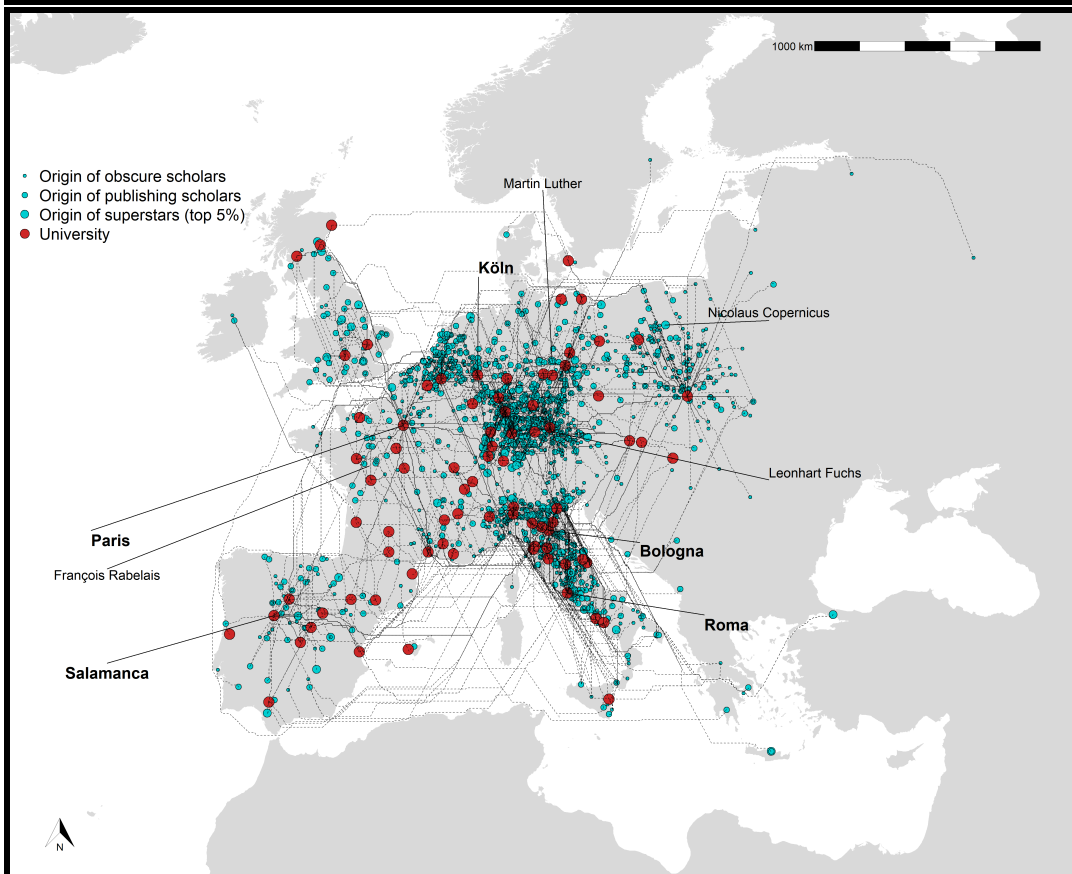 1000 km
Origin of obscure scholars
Origin of publishing scholars
Origin of superstars (top 5%)
University
Martin Luther
Köln
Nicolaus Copernicus
Leonhart Fuchs
Paris
Bologna
François Rabelais
Roma
Salamanca
N